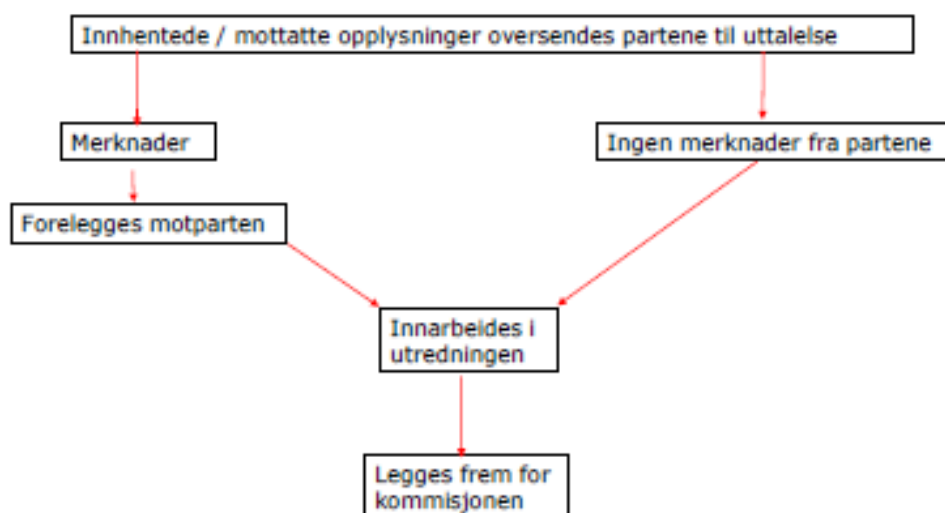 Innhentede / mottatte opplysninger oversendes partene til uttalelse
Merknader
Ingen merknader fra partene
Forelegges motparten
Innarbeides i
utredningen
Legges frem for
kommisjonen